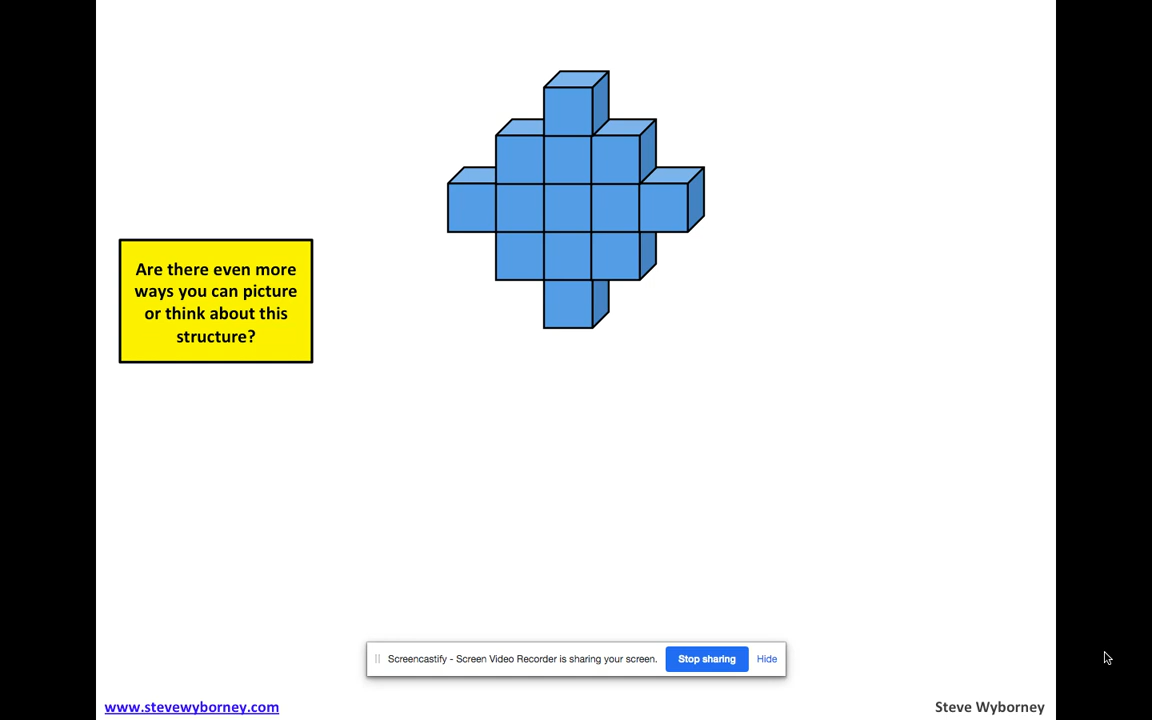 Are there even more
ways you can picture
or think about this
structure?
Screencastify - Screen Video Recorder is sharing your screen. Stop sharing Hide
www.stevewyborney.com Steve Wyborney